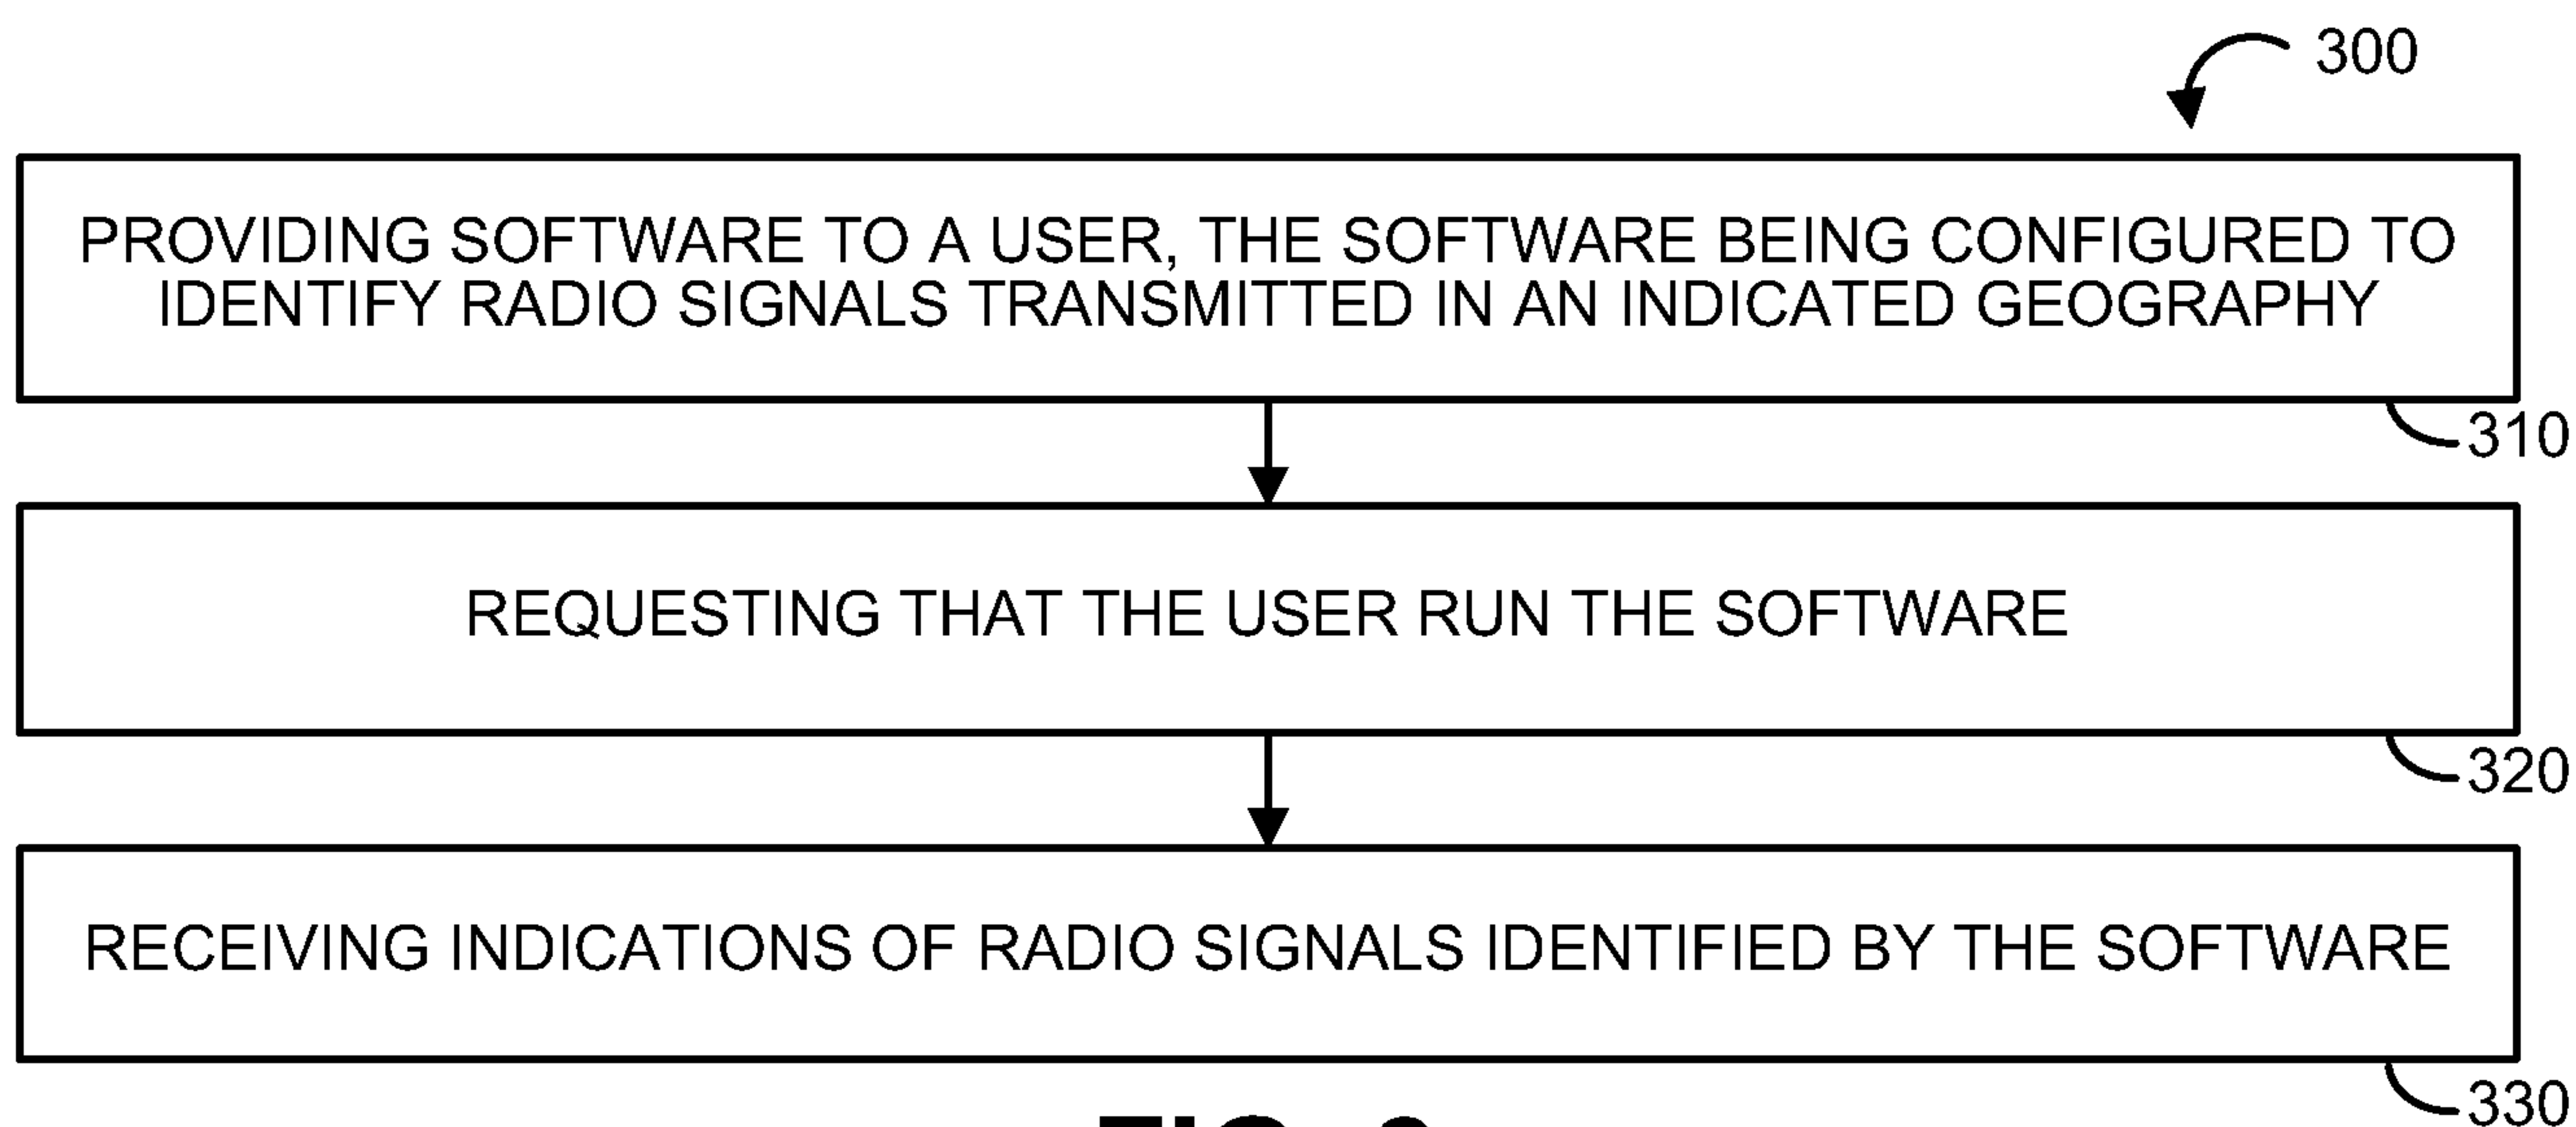 300
PROVIDING SOFTWARE TO A USER, THE SOFTWARE BEING CONFIGURED TO
IDENTIFY RADIO SIGNALS TRANSMITTED IN AN INDICATED GEOGRAPHY
310
REQUESTING THAT THE USER RUN THE SOFTWARE
320
RECEIVING INDICATIONS OF RADIO SIGNALS IDENTIFIED BY THE SOFTWARE
330